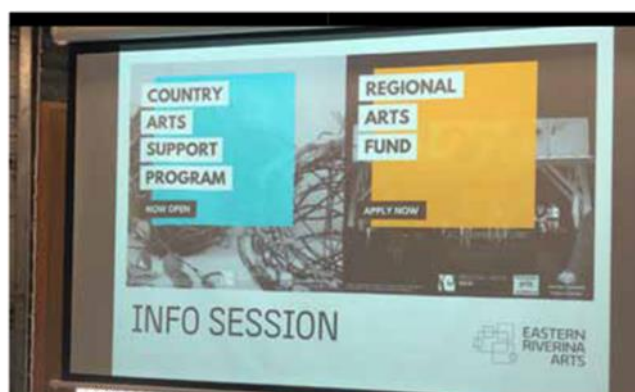 COUNTRY
ARTS
SUPPORT
PROGRAM
NOW OPEN
REGIONAL
ARTS
FUND
APPLY NOW
INFO SESSION
EASTERN
RIVERINA
ARTS